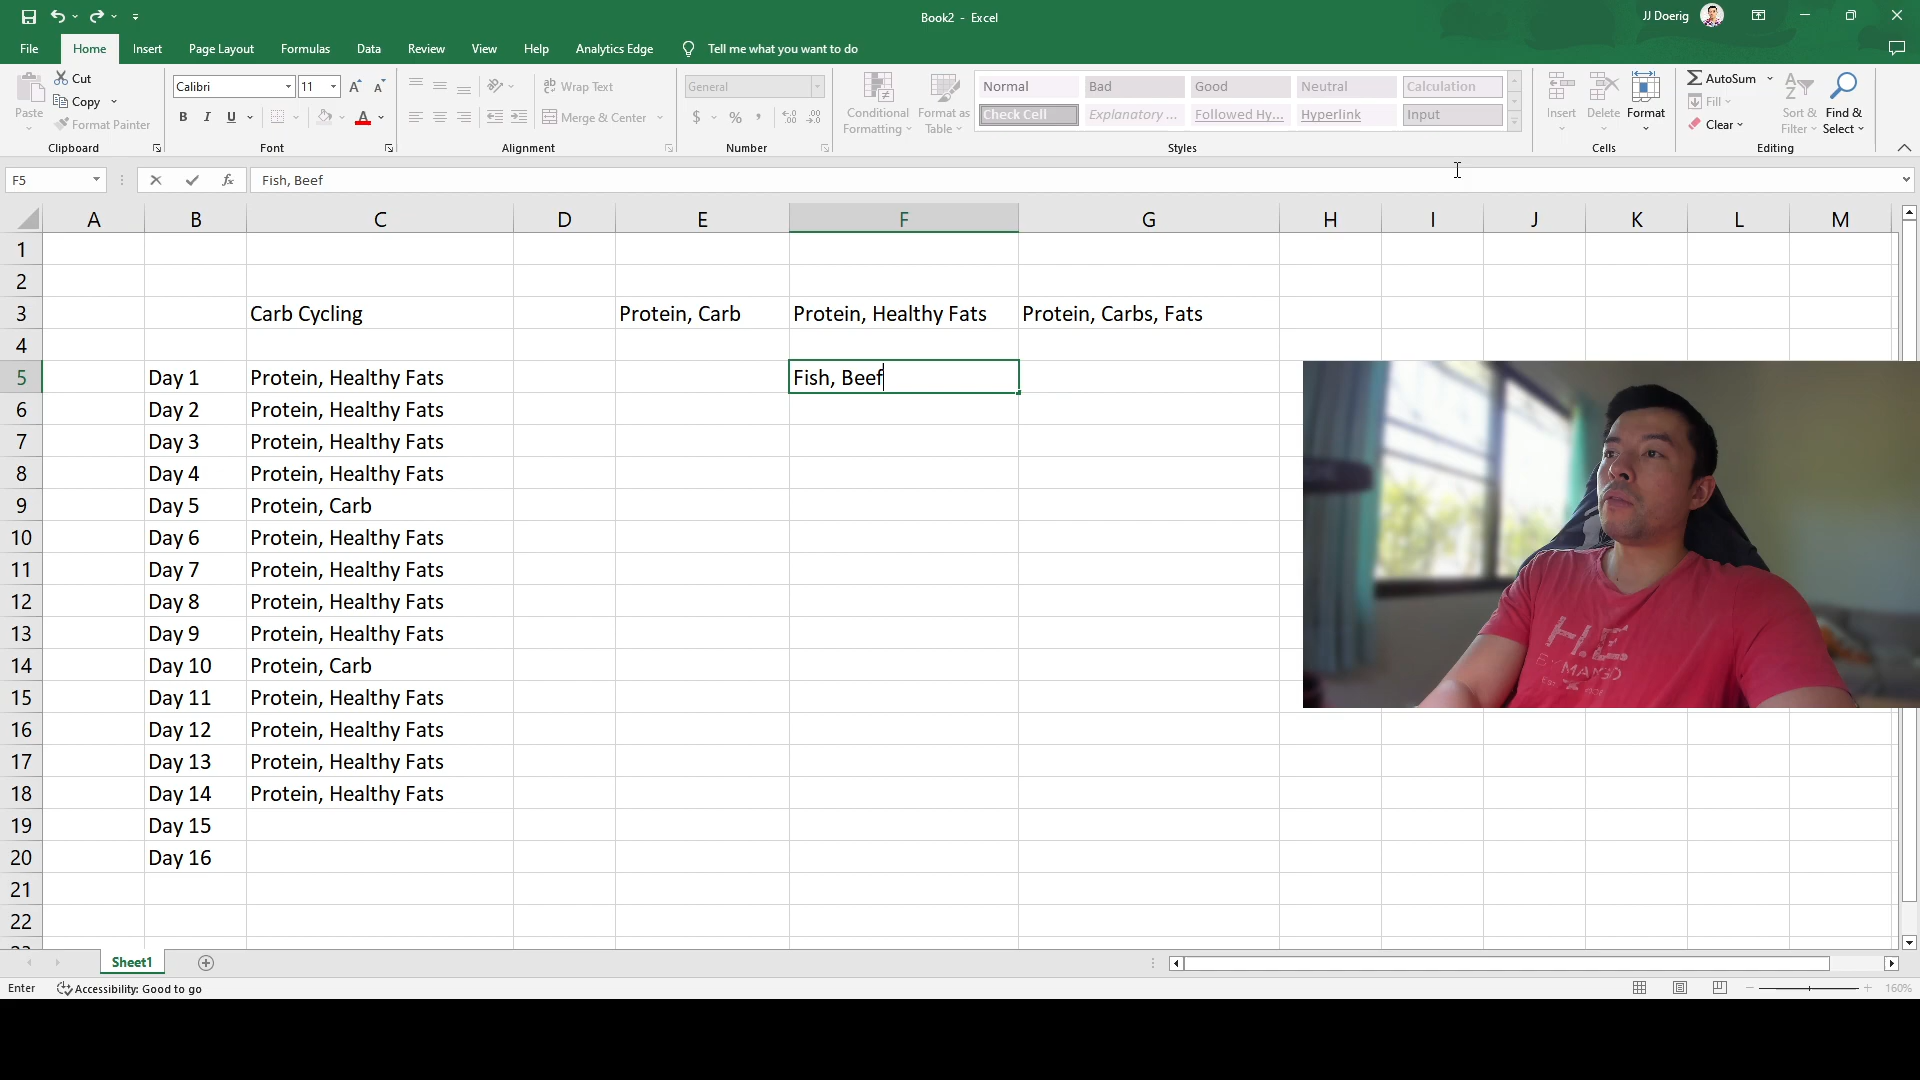 Book2 - Excel
JJ Doerig
File Home Insert Page Layout Formulas Data Review View Help Analytics Edge Tell me what you want to do
Paste
Cut
Copy
Format Painter
Clipboard
Calibri 11
B I U
Font
Wrap Text
Merge & Center
Alignment
General
$ % ,
Number
Conditional Formatting
Format as Table
Normal Bad Good Neutral Calculation
Check Cell Explanatory ... Followed Hy... Hyperlink Input
Styles
Insert Delete Format
Cells
AutoSum
Fill
Clear
Sort & Filter
Find & Select
Editing
F5 fx Fish, Beef
A B C D E F G H I J K L M
1
2
3 Carb Cycling Protein, Carb Protein, Healthy Fats Protein, Carbs, Fats
4
5 Day 1 Protein, Healthy Fats Fish, Beef
6 Day 2 Protein, Healthy Fats
7 Day 3 Protein, Healthy Fats
8 Day 4 Protein, Healthy Fats
9 Day 5 Protein, Carb
10 Day 6 Protein, Healthy Fats
11 Day 7 Protein, Healthy Fats
12 Day 8 Protein, Healthy Fats
13 Day 9 Protein, Healthy Fats
14 Day 10 Protein, Carb
15 Day 11 Protein, Healthy Fats
16 Day 12 Protein, Healthy Fats
17 Day 13 Protein, Healthy Fats
18 Day 14 Protein, Healthy Fats
19 Day 15
20 Day 16
21
22
H.E
BY MANGO
Sheet1
Enter Accessibility: Good to go 160%